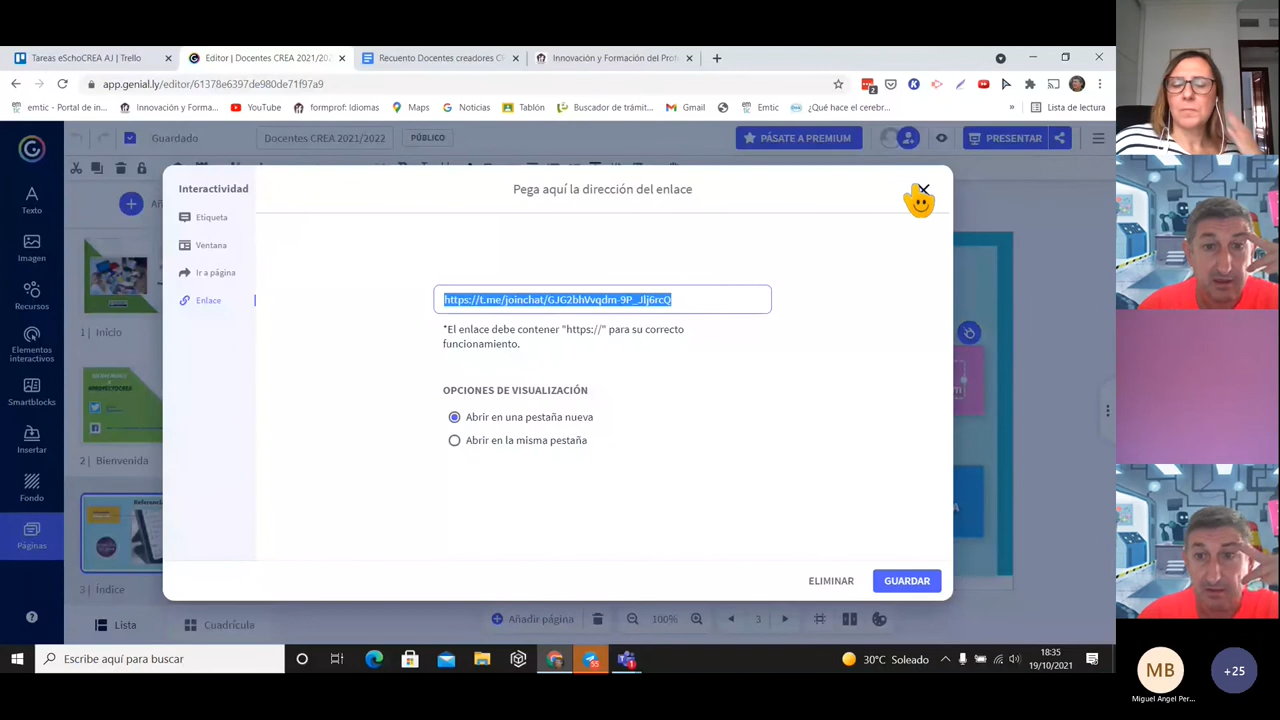 Tareas eSchoCREA AJ | Trello
Editor | Docentes CREA 2021/202
Recuento Docentes creadores C
Innovación y Formación del Prof
app.genial.ly/editor/61378e6397de980de71f97a9
emtic - Portal de in...
Innovación y Forma...
YouTube
formprof: Idiomas
Maps
Noticias
Tablón
Buscador de trámit...
Gmail
Emtic
¿Qué hace el cerebr...
»
Lista de lectura
Guardado
Docentes CREA 2021/2022
PÚBLICO
PÁSATE A PREMIUM
PRESENTAR
Texto
Imagen
Recursos
Elementos
interactivos
Smartblocks
Insertar
Fondo
Páginas
1 | Inicio
2 | Bienvenida
Referencia
3 | Índice
Lista
Cuadrícula
Interactividad
Etiqueta
Ventana
Ir a página
Enlace
Pega aquí la dirección del enlace
https://t.me/joinchat/GJG2bhVvqdm-9P_Jlj6rcQ
*El enlace debe contener "https://" para su correcto
funcionamiento.
OPCIONES DE VISUALIZACIÓN
Abrir en una pestaña nueva
Abrir en la misma pestaña
ELIMINAR
GUARDAR
Añadir página
100%
3
Escribe aquí para buscar
30°C Soleado
18:35
19/10/2021
MB
Miguel Angel Per...
+25